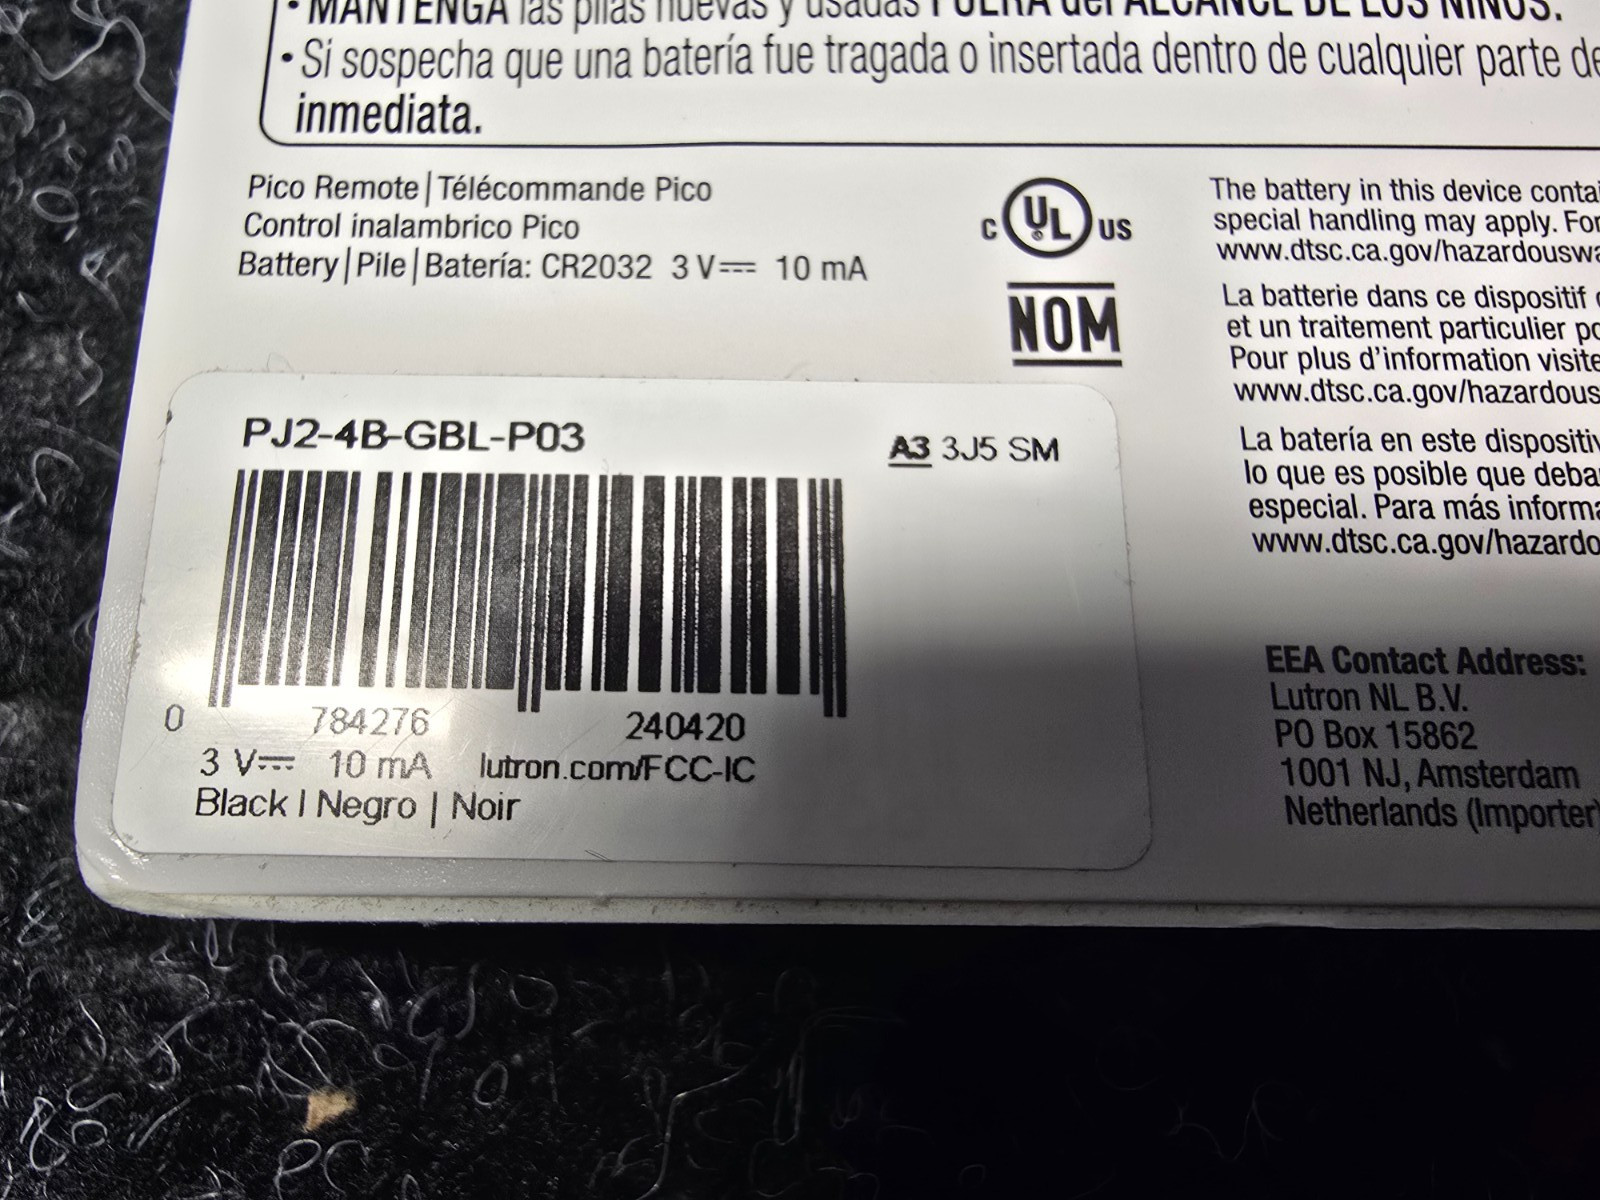 • MANTENGA las pilas nuevas y usadas FUERA del ALCANCE DE LOS NIÑOS.
• Si sospecha que una batería fue tragada o insertada dentro de cualquier parte de
inmediata.
Pico Remote | Télécommande Pico
Control inalambrico Pico
Battery | Pile | Batería: CR2032 3 V⎓ 10 mA
C UL US
NOM
The battery in this device contai
special handling may apply. For
www.dtsc.ca.gov/hazardouswa
La batterie dans ce dispositif
et un traitement particulier po
Pour plus d'information visite
www.dtsc.ca.gov/hazardous
La batería en este dispositiv
lo que es posible que deba
especial. Para más informa
www.dtsc.ca.gov/hazardo
PJ2-4B-GBL-P03
A3 3J5 SM
0 784276 240420
3 V⎓ 10 mA lutron.com/FCC-IC
Black | Negro | Noir
EEA Contact Address:
Lutron NL B.V.
PO Box 15862
1001 NJ, Amsterdam
Netherlands (Importer)